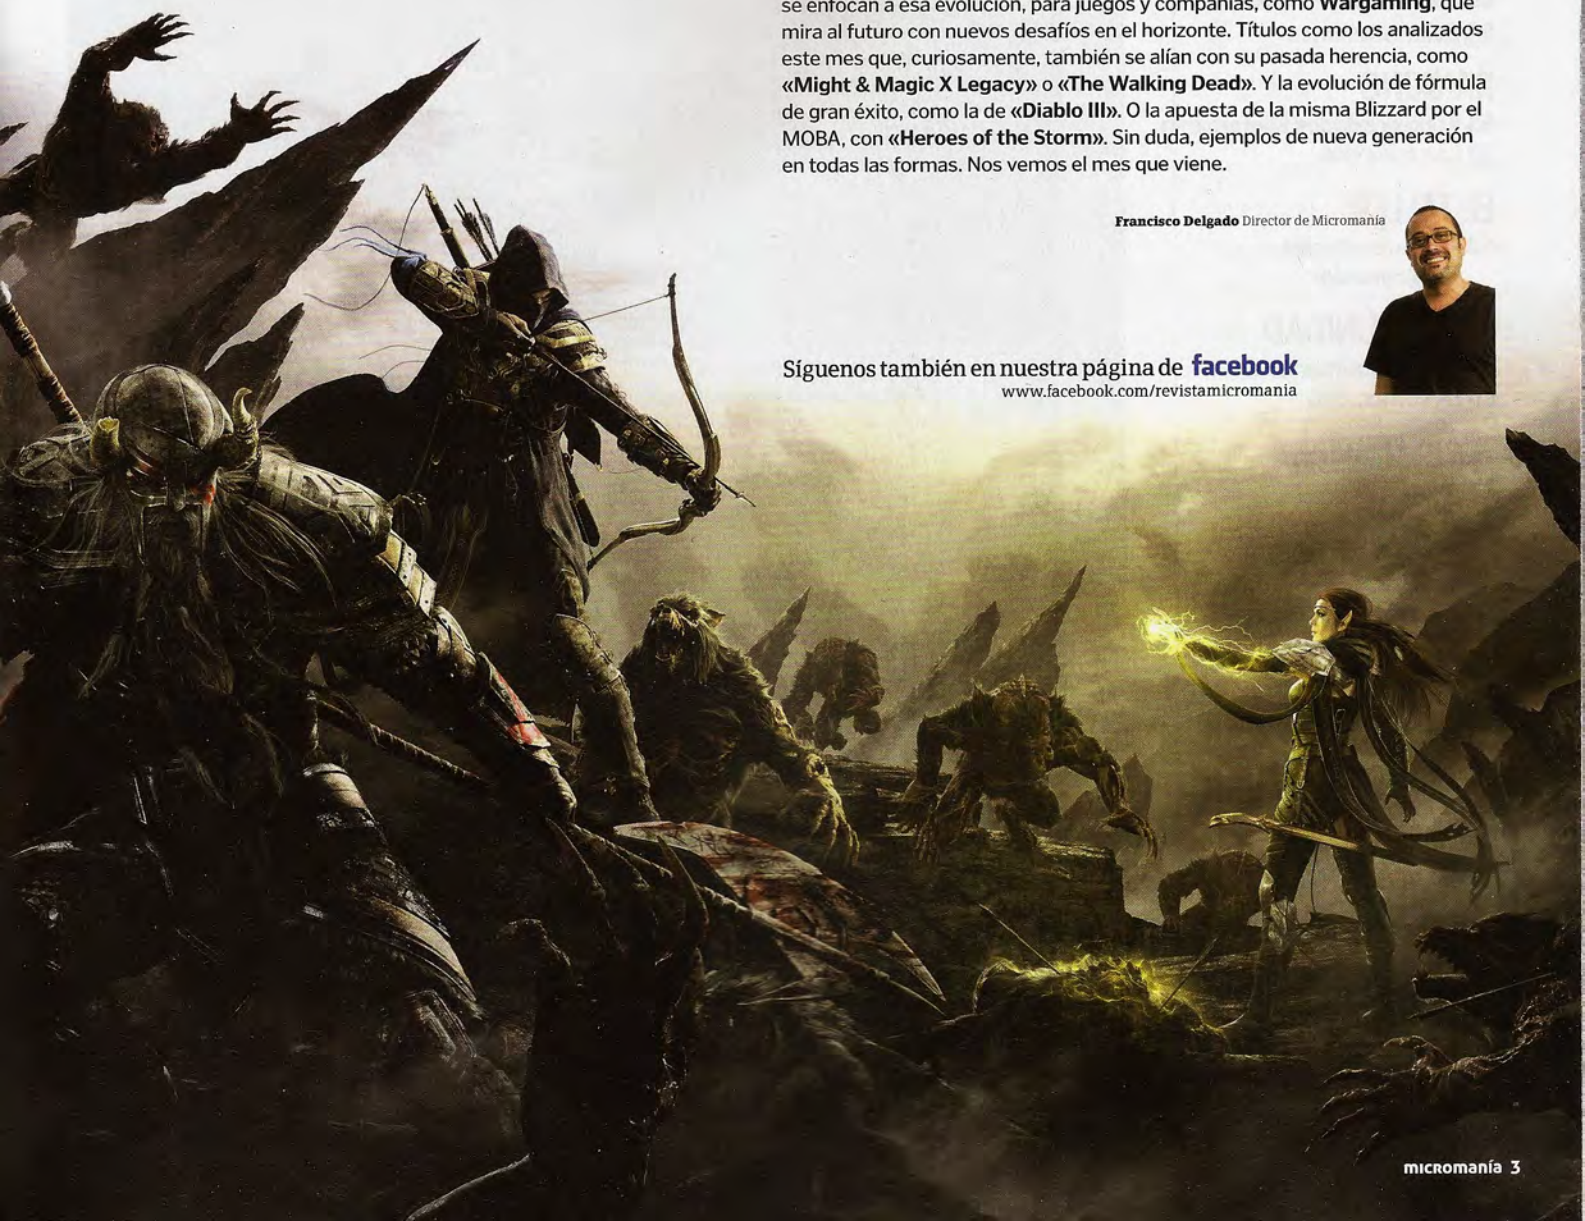 se enfocan a esa evolución, para juegos y compañías, como Wargaming, que
mira al futuro con nuevos desafíos en el horizonte. Títulos como los analizados
este mes que, curiosamente, también se alían con su pasada herencia, como
«Might & Magic X Legacy» o «The Walking Dead». Y la evolución de fórmula
de gran éxito, como la de «Diablo III». O la apuesta de la misma Blizzard por el
MOBA, con «Heroes of the Storm». Sin duda, ejemplos de nueva generación
en todas las formas. Nos vemos el mes que viene.
Francisco Delgado Director de Micromanía
Síguenos también en nuestra página de facebook
www.facebook.com/revistamicromania
micromanía 3